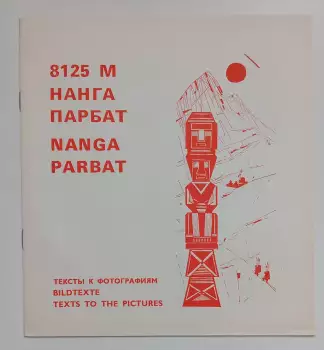 8125 М
НАНГА
ПАРБАТ
NANGA
PARBAT
ТЕКСТЫ К ФОТОГРАФИЯМ
BILDTEXTE
TEXTS TO THE PICTURES